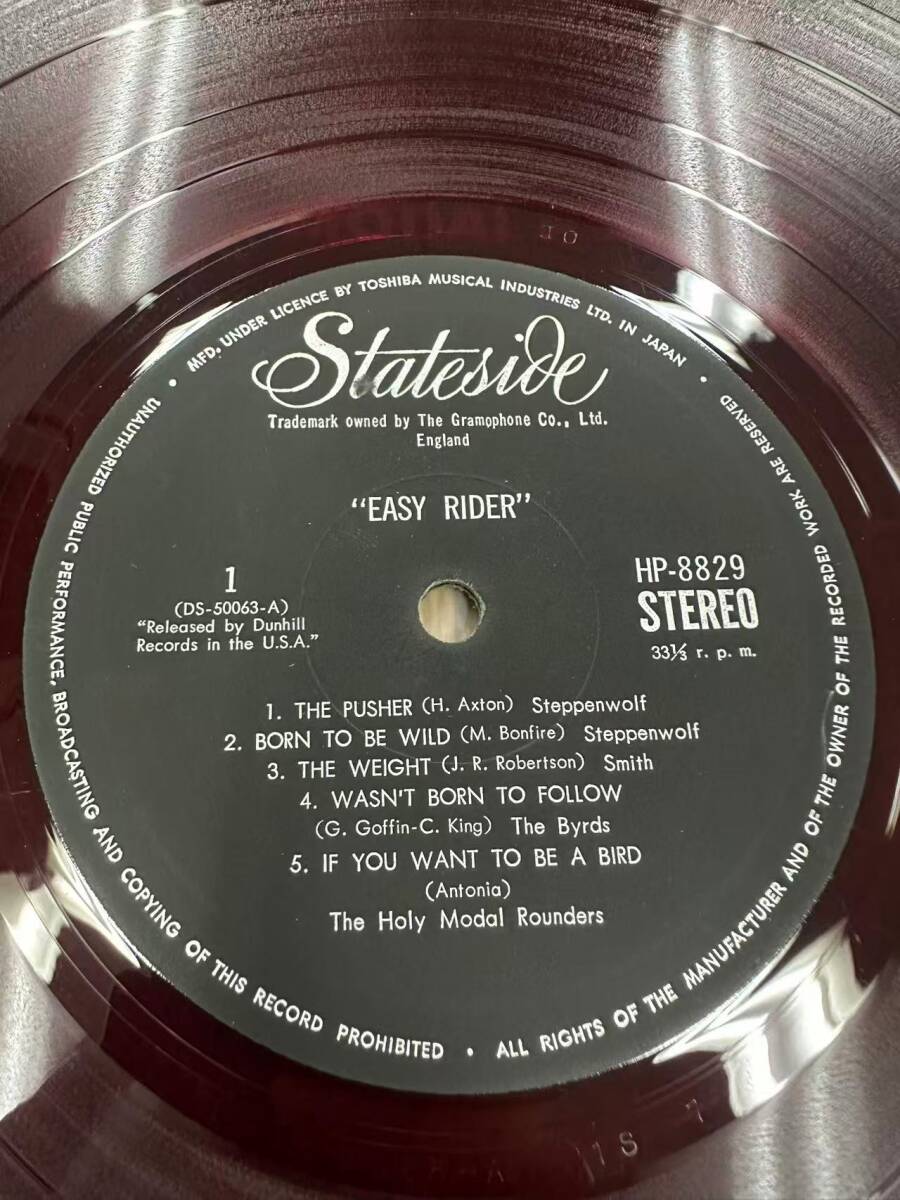 MFD. UNDER LICENCE BY TOSHIBA MUSICAL INDUSTRIES LTD. IN JAPAN
Stateside
Trademark owned by The Gramophone Co., Ltd.
England
"EASY RIDER"
1
(DS-50063-A)
"Released by Dunhill
Records in the U.S.A."
HP-8829
STEREO
33⅓ r. p. m.
1. THE PUSHER (H. Axton) Steppenwolf
2. BORN TO BE WILD (M. Bonfire) Steppenwolf
3. THE WEIGHT (J. R. Robertson) Smith
4. WASN'T BORN TO FOLLOW
(G. Goffin-C. King) The Byrds
5. IF YOU WANT TO BE A BIRD
(Antonia)
The Holy Modal Rounders
• UNAUTHORIZED PUBLIC PERFORMANCE, BROADCASTING AND COPYING OF THIS RECORD PROHIBITED • ALL RIGHTS OF THE MANUFACTURER AND OF THE OWNER OF THE RECORDED WORK ARE RESERVED •
1S 7